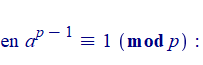 en a^{p − 1} ≡ 1 (mod p) :